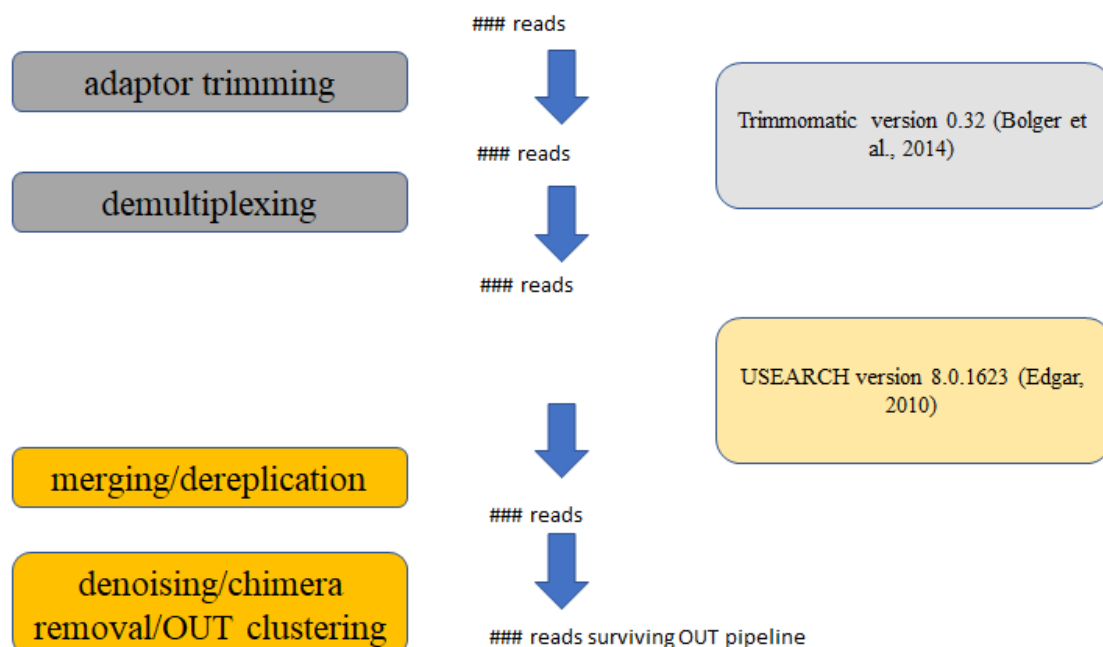 ### reads
adaptor trimming
Trimmomatic version 0.32 (Bolger et
al., 2014)
### reads
demultiplexing
### reads
USEARCH version 8.0.1623 (Edgar,
2010)
merging/dereplication
### reads
denoising/chimera
removal/OUT clustering
### reads surviving OUT pipeline